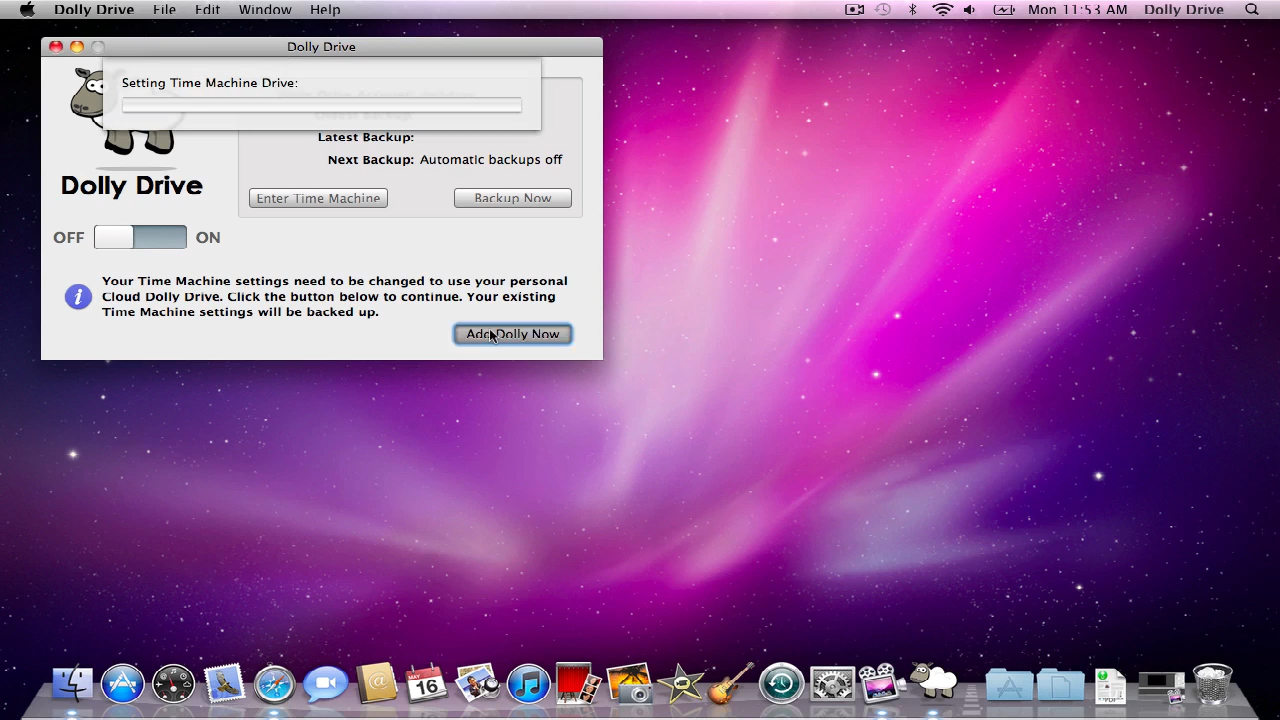 Dolly Drive File Edit Window Help Mon 11:53 AM Dolly Drive
Dolly Drive
Setting Time Machine Drive:
Latest Backup:
Next Backup: Automatic backups off
Dolly Drive
Enter Time Machine Backup Now
OFF ON
Your Time Machine settings need to be changed to use your personal
Cloud Dolly Drive. Click the button below to continue. Your existing
Time Machine settings will be backed up.
Add Dolly Now
MAY
16
PDF